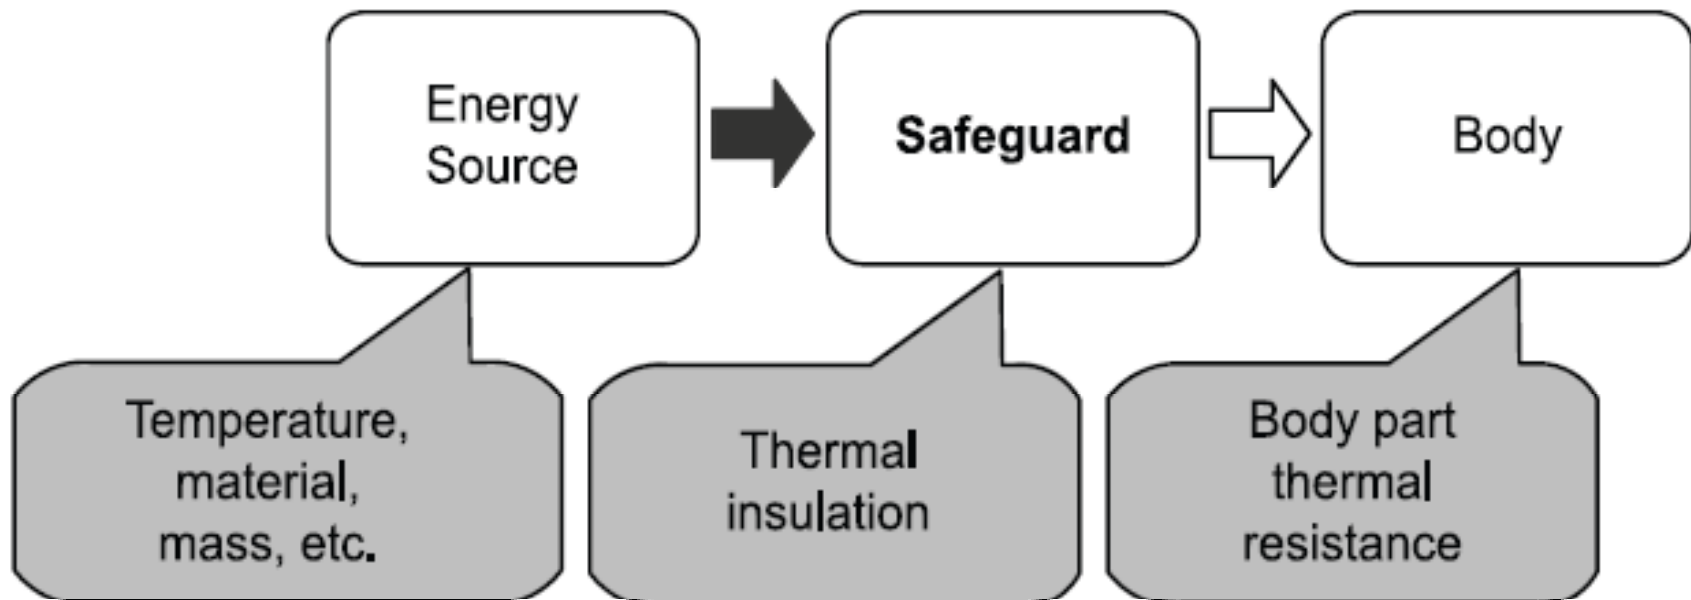 Energy
Source
Safeguard
Body
Temperature,
material,
mass, etc.
Thermal
insulation
Body part
thermal
resistance